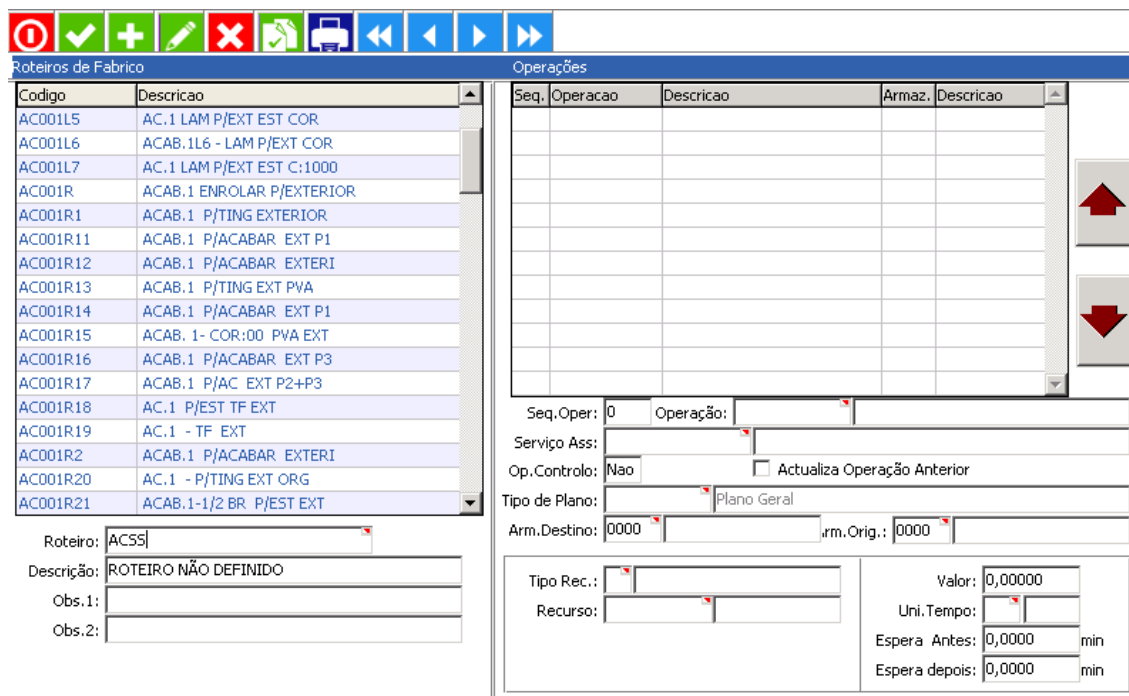 Roteiros de Fabrico
Codigo Descricao
AC001L5 AC.1 LAM P/EXT EST COR
AC001L6 ACAB.1L6 - LAM P/EXT COR
AC001L7 AC.1 LAM P/EXT EST C:1000
AC001R ACAB.1 ENROLAR P/EXTERIOR
AC001R1 ACAB.1 P/TING EXTERIOR
AC001R11 ACAB.1 P/ACABAR EXT P1
AC001R12 ACAB.1 P/ACABAR EXTERI
AC001R13 ACAB.1 P/TING EXT PVA
AC001R14 ACAB.1 P/ACABAR EXT P1
AC001R15 ACAB. 1- COR:00 PVA EXT
AC001R16 ACAB.1 P/ACABAR EXT P3
AC001R17 ACAB.1 P/AC EXT P2+P3
AC001R18 AC.1 P/EST TF EXT
AC001R19 AC.1 - TF EXT
AC001R2 ACAB.1 P/ACABAR EXTERI
AC001R20 AC.1 - P/TING EXT ORG
AC001R21 ACAB.1-1/2 BR P/EST EXT
Roteiro: ACSS
Descrição: ROTEIRO NÃO DEFINIDO
Obs.1:
Obs.2:
Operações
Seq. Operacao Descricao Armaz. Descricao
Seq.Oper: 0 Operação:
Serviço Ass:
Op.Controlo: Nao Actualiza Operação Anterior
Tipo de Plano: Plano Geral
Arm.Destino: 0000 rm.Orig.: 0000
Tipo Rec.:
Recurso:
Valor: 0,00000
Uni.Tempo:
Espera Antes: 0,0000 min
Espera depois: 0,0000 min